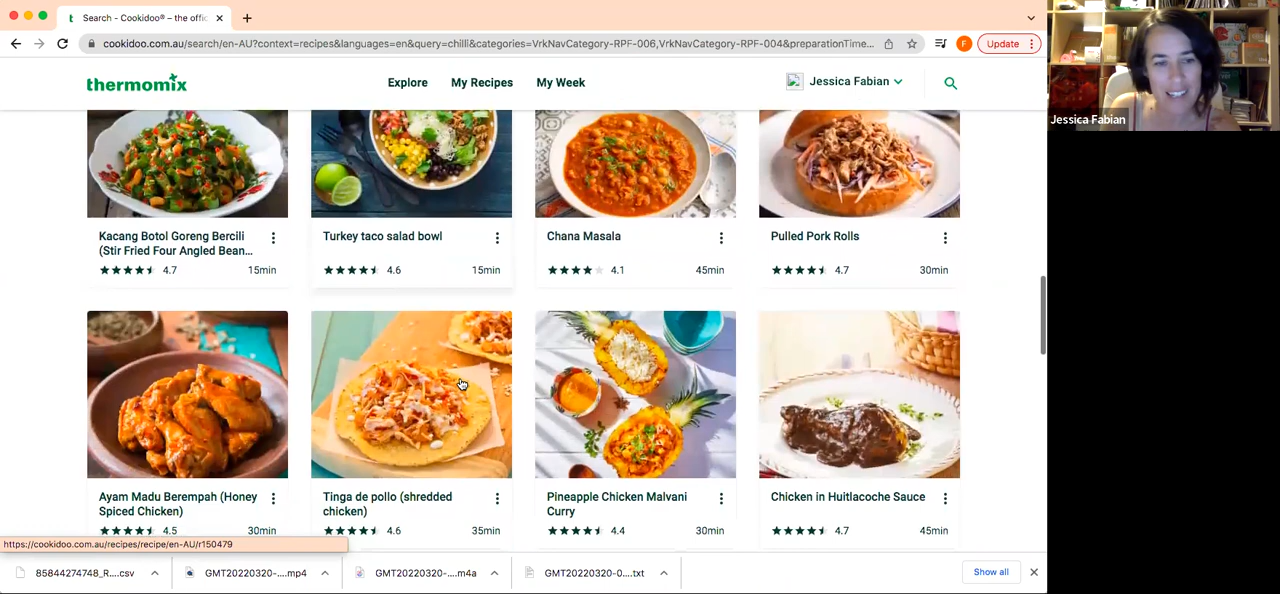 Search - Cookidoo® – the offic
cookidoo.com.au/search/en-AU?context=recipes&languages=en&query=chilli&categories=VrkNavCategory-RPF-006,VrkNavCategory-RPF-004&preparationTime...
F
Update
thermomix
Explore
My Recipes
My Week
Jessica Fabian
Jessica Fabian
Kacang Botol Goreng Bercili
(Stir Fried Four Angled Bean...
4.7
15min
Turkey taco salad bowl
4.6
15min
Chana Masala
4.1
45min
Pulled Pork Rolls
4.7
30min
Ayam Madu Berempah (Honey
Spiced Chicken)
4.5
30min
Tinga de pollo (shredded
chicken)
4.6
35min
Pineapple Chicken Malvani
Curry
4.4
30min
Chicken in Huitlacoche Sauce
4.7
45min
https://cookidoo.com.au/recipes/recipe/en-AU/r150479
85844274748_R....csv
GMT20220320-....mp4
GMT20220320-....m4a
GMT20220320-0....txt
Show all